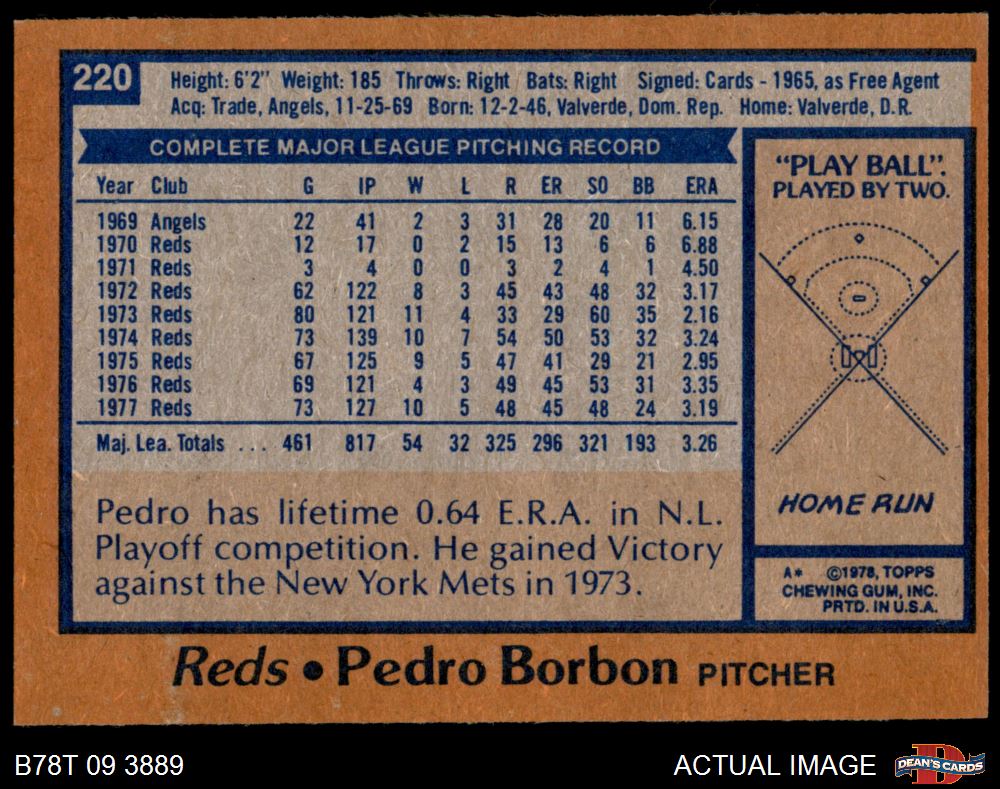 220
Height: 6'2" Weight: 185 Throws: Right Bats: Right Signed: Cards - 1965, as Free Agent
Acq: Trade, Angels, 11-25-69 Born: 12-2-46, Valverde, Dom. Rep. Home: Valverde, D.R.
COMPLETE MAJOR LEAGUE PITCHING RECORD
Year Club G IP W L R ER SO BB ERA
1969 Angels 22 41 2 3 31 28 20 11 6.15
1970 Reds 12 17 0 2 15 13 6 6 6.88
1971 Reds 3 4 0 0 3 2 4 1 4.50
1972 Reds 62 122 8 3 45 43 48 32 3.17
1973 Reds 80 121 11 4 33 29 60 35 2.16
1974 Reds 73 139 10 7 54 50 53 32 3.24
1975 Reds 67 125 9 5 47 41 29 21 2.95
1976 Reds 69 121 4 3 49 45 53 31 3.35
1977 Reds 73 127 10 5 48 45 48 24 3.19
Maj. Lea. Totals ... 461 817 54 32 325 296 321 193 3.26
Pedro has lifetime 0.64 E.R.A. in N.L.
Playoff competition. He gained Victory
against the New York Mets in 1973.
"PLAY BALL".
PLAYED BY TWO.
HOME RUN
A* ©1978, TOPPS
CHEWING GUM, INC.
PRTD. IN U.S.A.
Reds • Pedro Borbon PITCHER
B78T 09 3889
ACTUAL IMAGE
D
DEAN'S CARDS